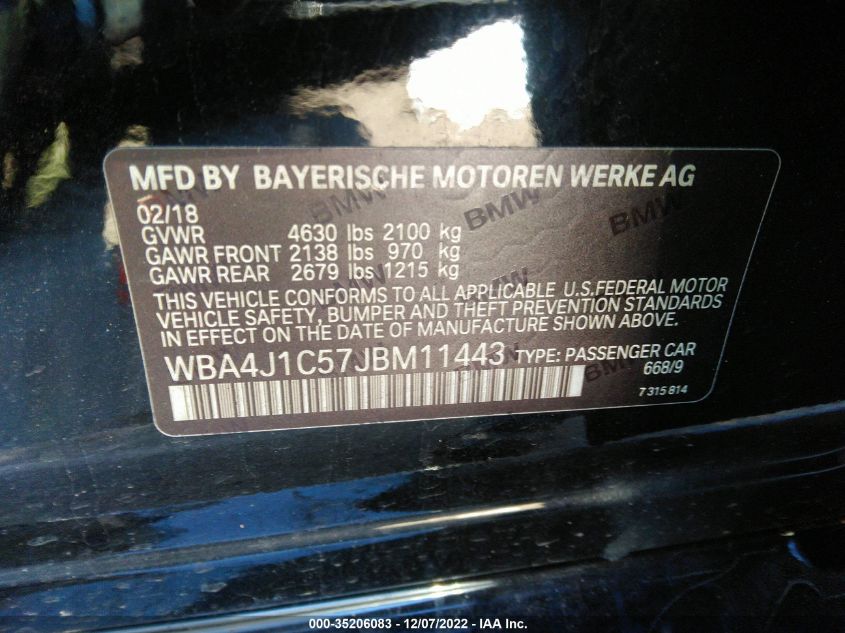 MFD BY BAYERISCHE MOTOREN WERKE AG
02/18
GVWR 4630 lbs 2100 kg
GAWR FRONT 2138 lbs 970 kg
GAWR REAR 2679 lbs 1215 kg
THIS VEHICLE CONFORMS TO ALL APPLICABLE U.S.FEDERAL MOTOR
VEHICLE SAFETY, BUMPER AND THEFT PREVENTION STANDARDS
IN EFFECT ON THE DATE OF MANUFACTURE SHOWN ABOVE.
WBA4J1C57JBM11443 TYPE: PASSENGER CAR
668/9
7315814
000-35206083 - 12/07/2022 - IAA Inc.